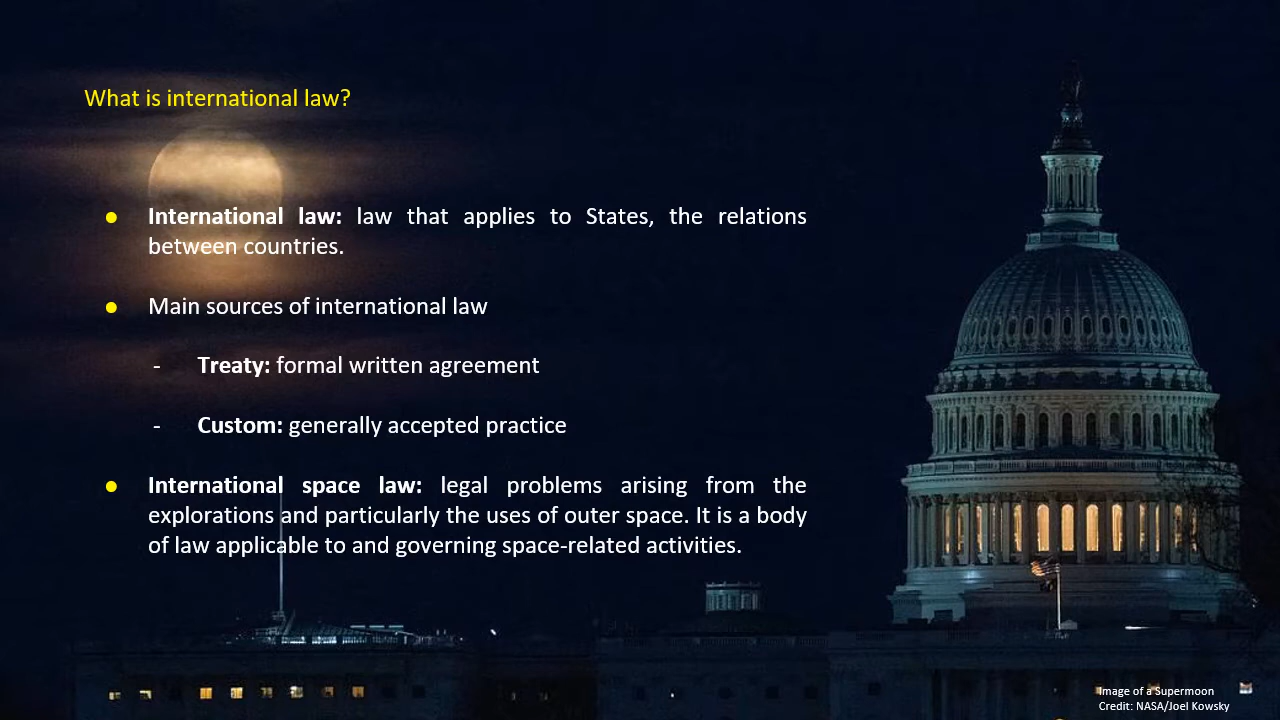 What is international law?
● International law: law that applies to States, the relations
between countries.
● Main sources of international law
- Treaty: formal written agreement
- Custom: generally accepted practice
● International space law: legal problems arising from the
explorations and particularly the uses of outer space. It is a body
of law applicable to and governing space-related activities.
Image of a Supermoon
Credit: NASA/Joel Kowsky